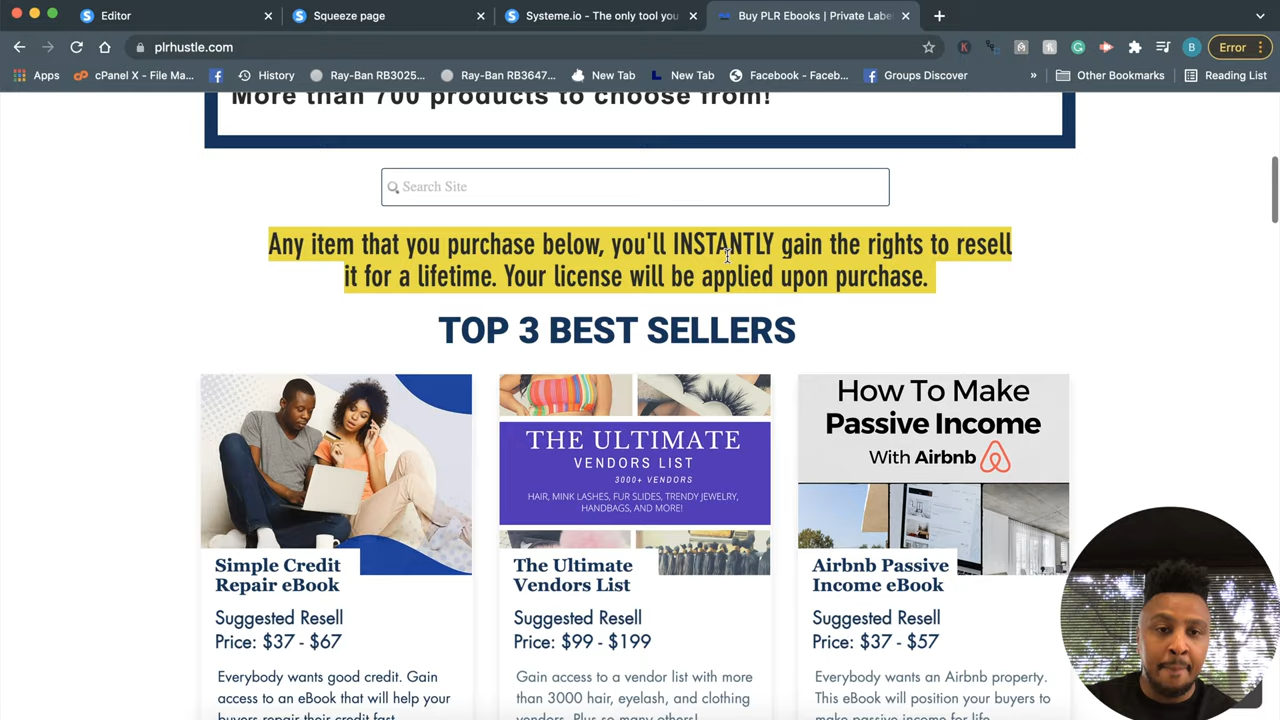 Editor
Squeeze page
Systeme.io - The only tool you
Buy PLR Ebooks | Private Labe
plrhustle.com
B
Error
Apps
cPanel X - File Ma...
History
Ray-Ban RB3025...
Ray-Ban RB3647...
New Tab
New Tab
Facebook - Faceb...
Groups Discover
»
Other Bookmarks
Reading List
More than 700 products to choose from!
Search Site
Any item that you purchase below, you'll INSTANTLY gain the rights to resell
it for a lifetime. Your license will be applied upon purchase.
TOP 3 BEST SELLERS
THE ULTIMATE
VENDORS LIST
3000+ VENDORS
HAIR, MINK LASHES, FUR SLIDES, TRENDY JEWELRY,
HANDBAGS, AND MORE!
How To Make
Passive Income
With Airbnb
Simple Credit
Repair eBook
Suggested Resell
Price: $37 - $67
Everybody wants good credit. Gain
access to an eBook that will help your
buyers repair their credit fast
The Ultimate
Vendors List
Suggested Resell
Price: $99 - $199
Gain access to a vendor list with more
than 3000 hair, eyelash, and clothing
vendors. Plus so many others!
Airbnb Passive
Income eBook
Suggested Resell
Price: $37 - $57
Everybody wants an Airbnb property.
This eBook will position your buyers to
make passive income for life